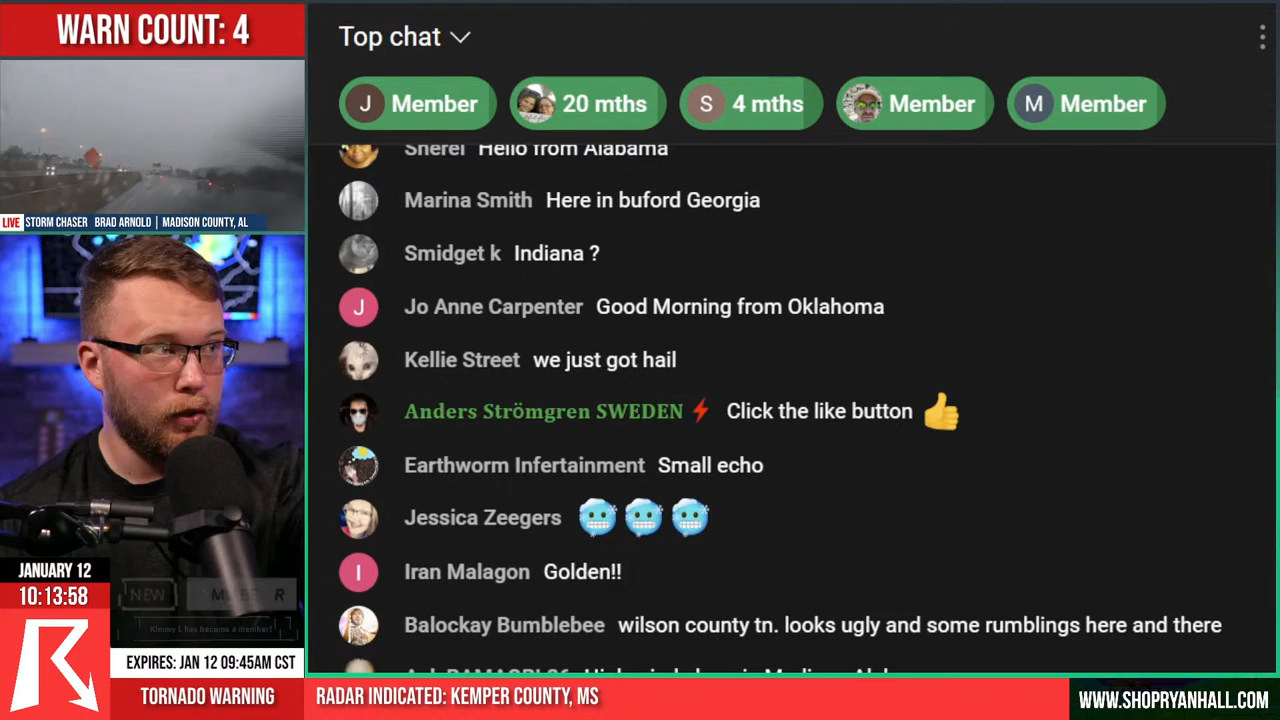 WARN COUNT: 4
Top chat
J Member
20 mths
S 4 mths
Member
M Member
Sherel Hello from Alabama
Marina Smith Here in buford Georgia
Smidget k Indiana ?
J Jo Anne Carpenter Good Morning from Oklahoma
Kellie Street we just got hail
Anders Strömgren SWEDEN⚡ Click the like button 👍
Earthworm Infertainment Small echo
Jessica Zeegers 🥶🥶🥶
I Iran Malagon Golden!!
Balockay Bumblebee wilson county tn. looks ugly and some rumblings here and there
LIVE STORM CHASER BRAD ARNOLD | MADISON COUNTY, AL
JANUARY 12
10:13:58
NEW
Kimmy L has become a member!
R
EXPIRES: JAN 12 09:45AM CST
TORNADO WARNING
RADAR INDICATED: KEMPER COUNTY, MS
WWW.SHOPRYANHALL.COM